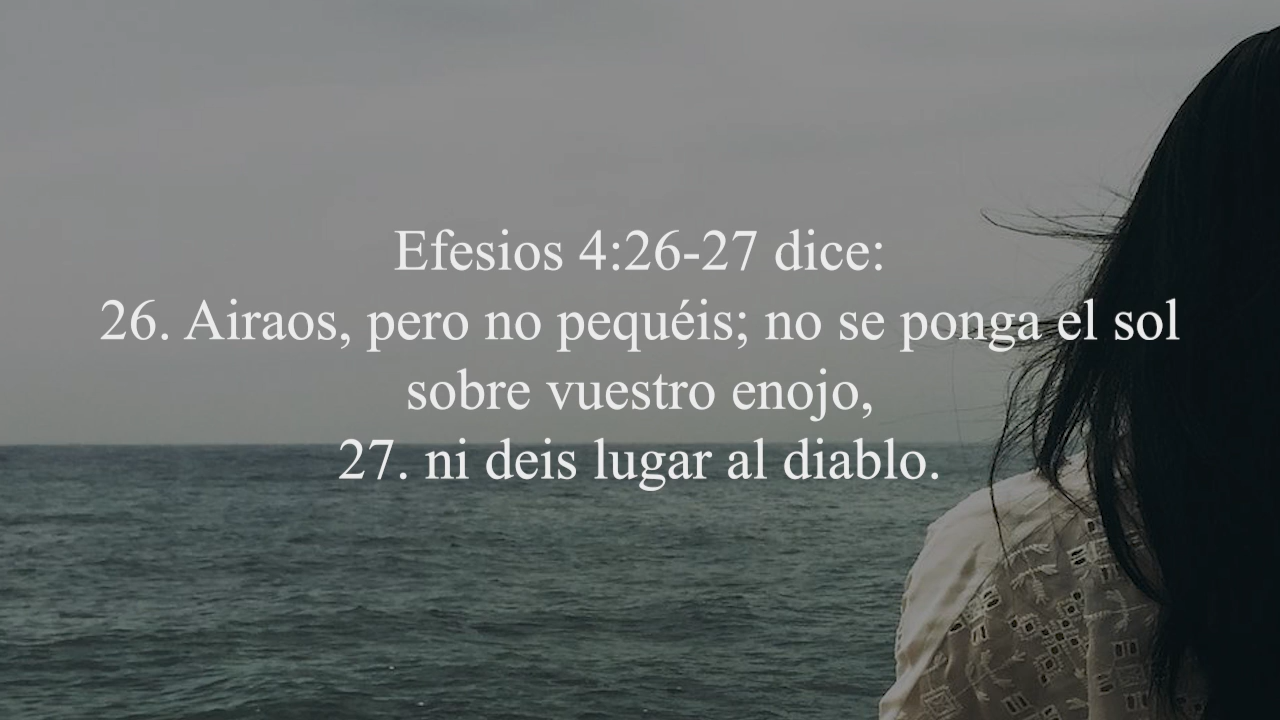 Efesios 4:26-27 dice:
26. Airaos, pero no pequéis; no se ponga el sol
sobre vuestro enojo,
27. ni deis lugar al diablo.